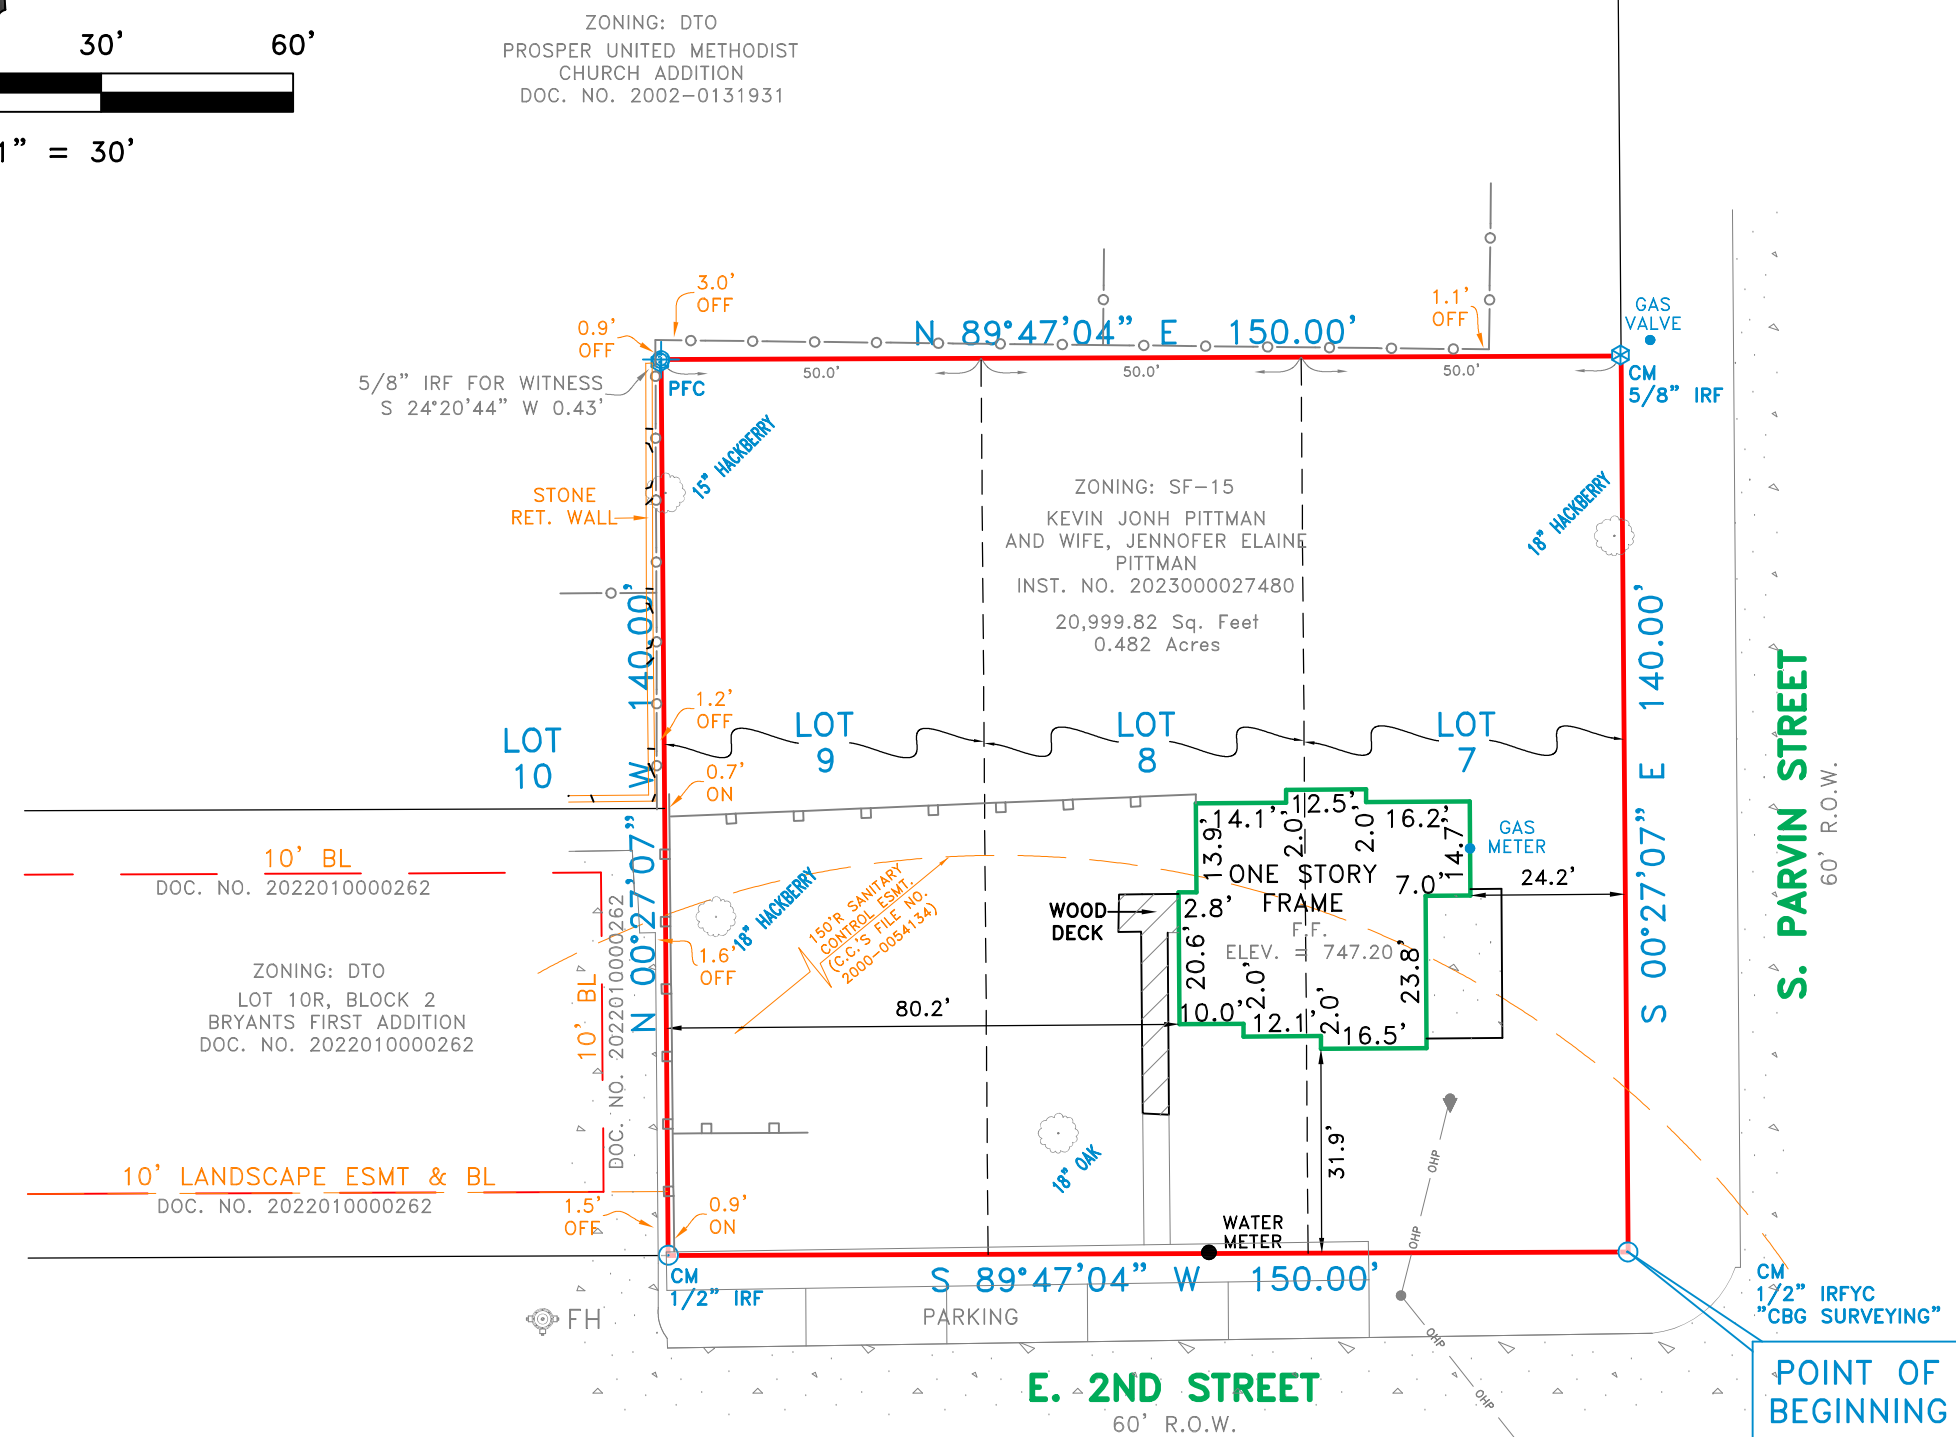 30' 60'
1" = 30'
ZONING: DTO
PROSPER UNITED METHODIST
CHURCH ADDITION
DOC. NO. 2002-0131931
3.0'
OFF
0.9'
OFF
1.1'
OFF
N 89°47'04" E 150.00'
GAS
VALVE
5/8" IRF FOR WITNESS
S 24°20'44" W 0.43'
PFC
50.0'
50.0'
50.0'
CM
5/8" IRF
15" HACKBERRY
18" HACKBERRY
STONE
RET. WALL
ZONING: SF-15
KEVIN JONH PITTMAN
AND WIFE, JENNOFER ELAINE
PITTMAN
INST. NO. 2023000027480
20,999.82 Sq. Feet
0.482 Acres
N 00°27'07" W 140.00'
S 00°27'07" E 140.00'
S. PARVIN STREET
60' R.O.W.
1.2'
OFF
LOT
10
LOT
9
LOT
8
LOT
7
0.7'
ON
10' BL
DOC. NO. 2022010000262
14.1'
2.0'
12.5'
2.0'
16.2'
13.9'
14.7'
GAS
METER
ONE STORY
FRAME
F.F.
ELEV. = 747.20
7.0'
24.2'
2.8'
20.6'
23.8'
10.0'
2.0'
12.1'
2.0'
16.5'
WOOD
DECK
18" HACKBERRY
150'R SANITARY
CONTROL ESMT.
(C.C.'S FILE NO.
2000-0054134)
1.6'
OFF
80.2'
ZONING: DTO
LOT 10R, BLOCK 2
BRYANTS FIRST ADDITION
DOC. NO. 2022010000262
10' BL
DOC. NO. 2022010000262
18" OAK
31.9'
OHP
10' LANDSCAPE ESMT & BL
DOC. NO. 2022010000262
1.5'
OFF
0.9'
ON
WATER
METER
CM
1/2" IRF
S 89°47'04" W 150.00'
CM
1/2" IRFYC
"CBG SURVEYING"
FH
PARKING
OHP
OHP
E. 2ND STREET
60' R.O.W.
POINT OF
BEGINNING